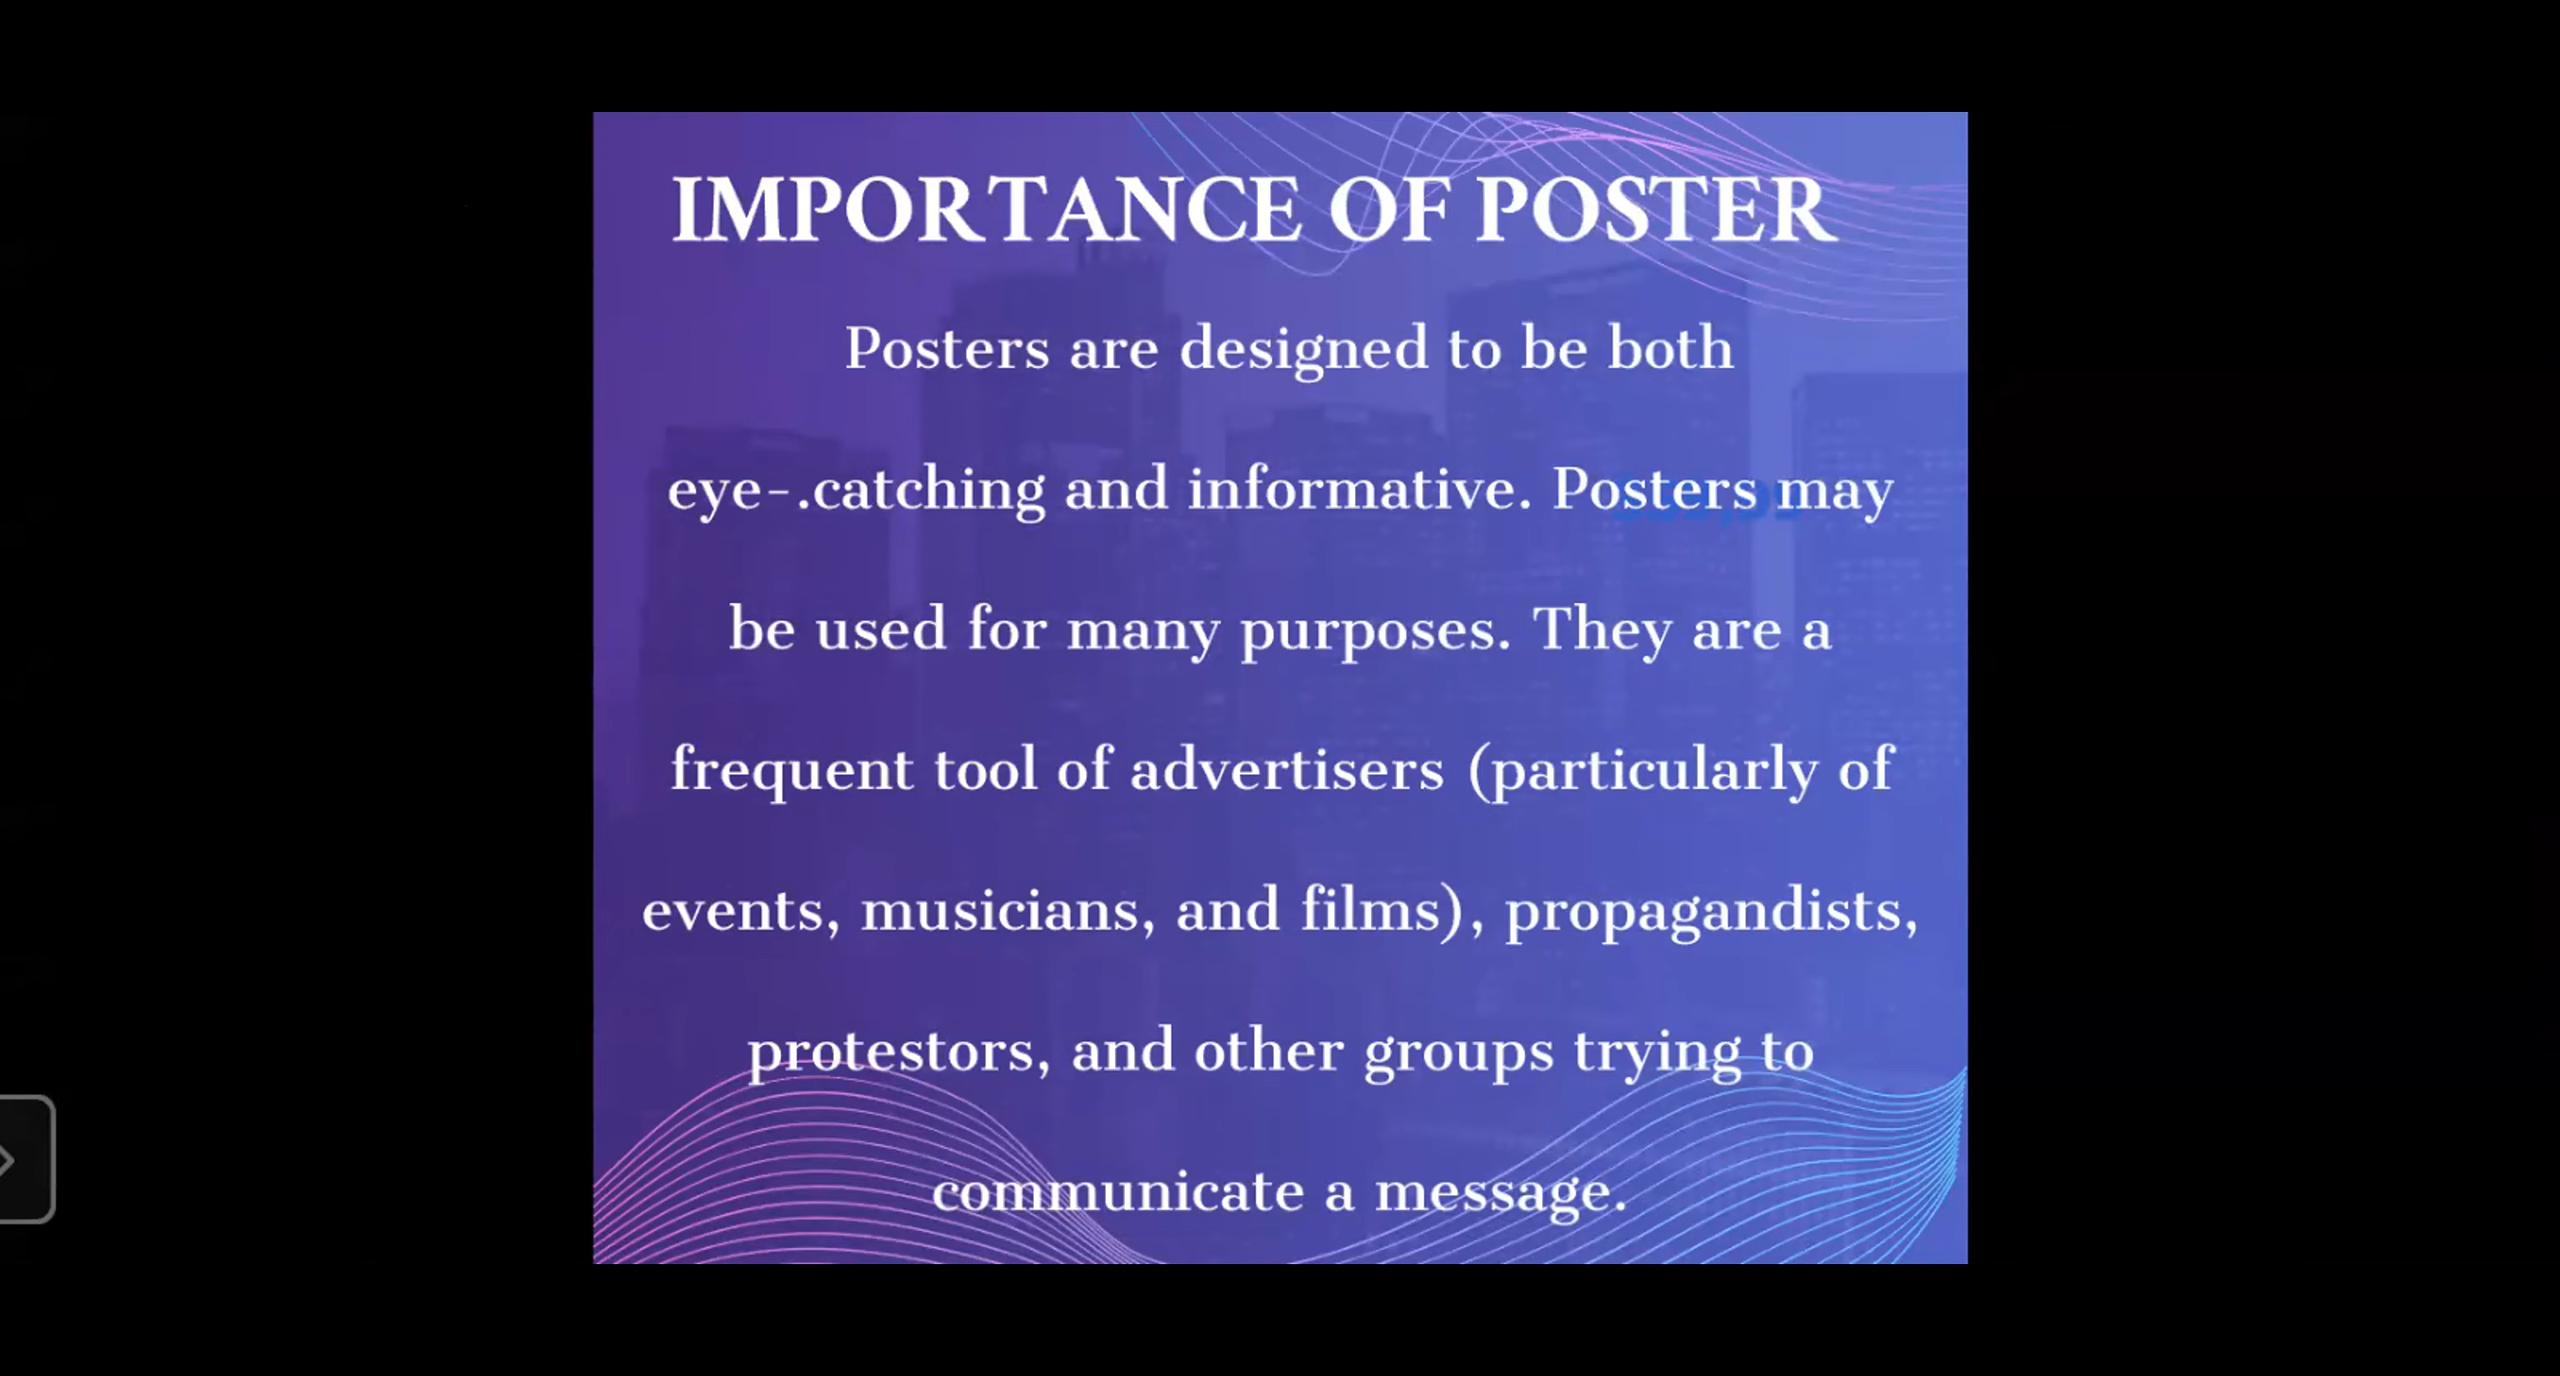 IMPORTANCE OF POSTER
Posters are designed to be both
eye-.catching and informative. Posters may
be used for many purposes. They are a
frequent tool of advertisers (particularly of
events, musicians, and films), propagandists,
protestors, and other groups trying to
communicate a message.